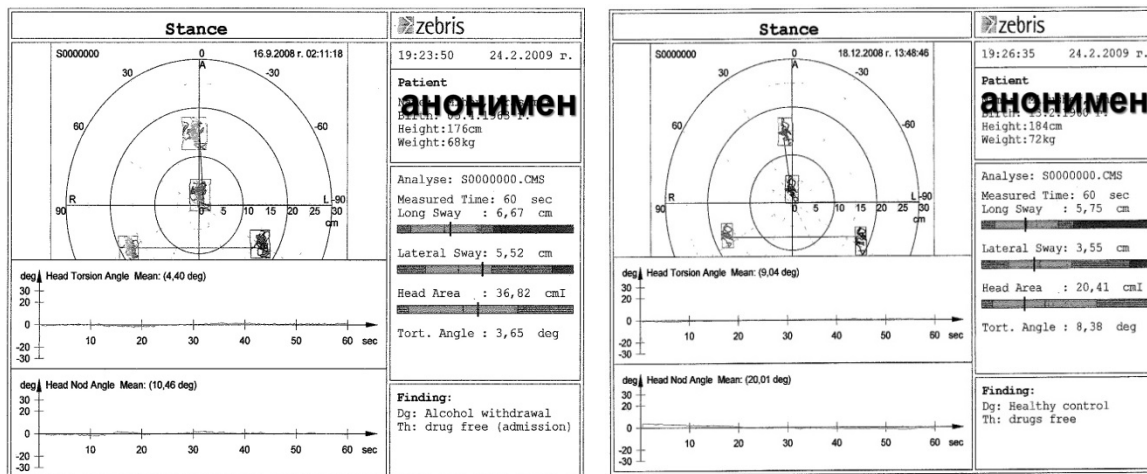 Stance
zebris
S0000000
16.9.2008 г. 02:11:18
0
A
30
-30
60
-60
R
L
90
-90
0 5 10 15 20 25 30
cm
19:23:50 24.2.2009 г.
Patient
анонимен
Height:176cm
Weight:68kg
Analyse: S0000000.CMS
Measured Time: 60 sec
Long Sway : 6,67 cm
Lateral Sway: 5,52 cm
Head Area : 36,82 cmI
Tort. Angle : 3,65 deg
deg
Head Torsion Angle Mean: (4,40 deg)
30
20
0
-20
-30
10 20 30 40 50 60 sec
deg
Head Nod Angle Mean: (10,46 deg)
30
20
0
-20
-30
10 20 30 40 50 60 sec
Finding:
Dg: Alcohol withdrawal
Th: drug free (admission)
Stance
zebris
S0000000
18.12.2008 г. 13:48:46
0
A
30
-30
60
-60
R
L
90
-90
0 5 10 15 20 25 30
cm
19:26:35 24.2.2009 г.
Patient
анонимен
Height:184cm
Weight:72kg
Analyse: S0000000.CMS
Measured Time: 60 sec
Long Sway : 5,75 cm
Lateral Sway: 3,55 cm
Head Area : 20,41 cmI
Tort. Angle : 8,38 deg
deg
Head Torsion Angle Mean: (9,04 deg)
30
20
0
-20
-30
10 20 30 40 50 60 sec
deg
Head Nod Angle Mean: (20,01 deg)
30
20
0
-20
-30
10 20 30 40 50 60 sec
Finding:
Dg: Healthy control
Th: drugs free